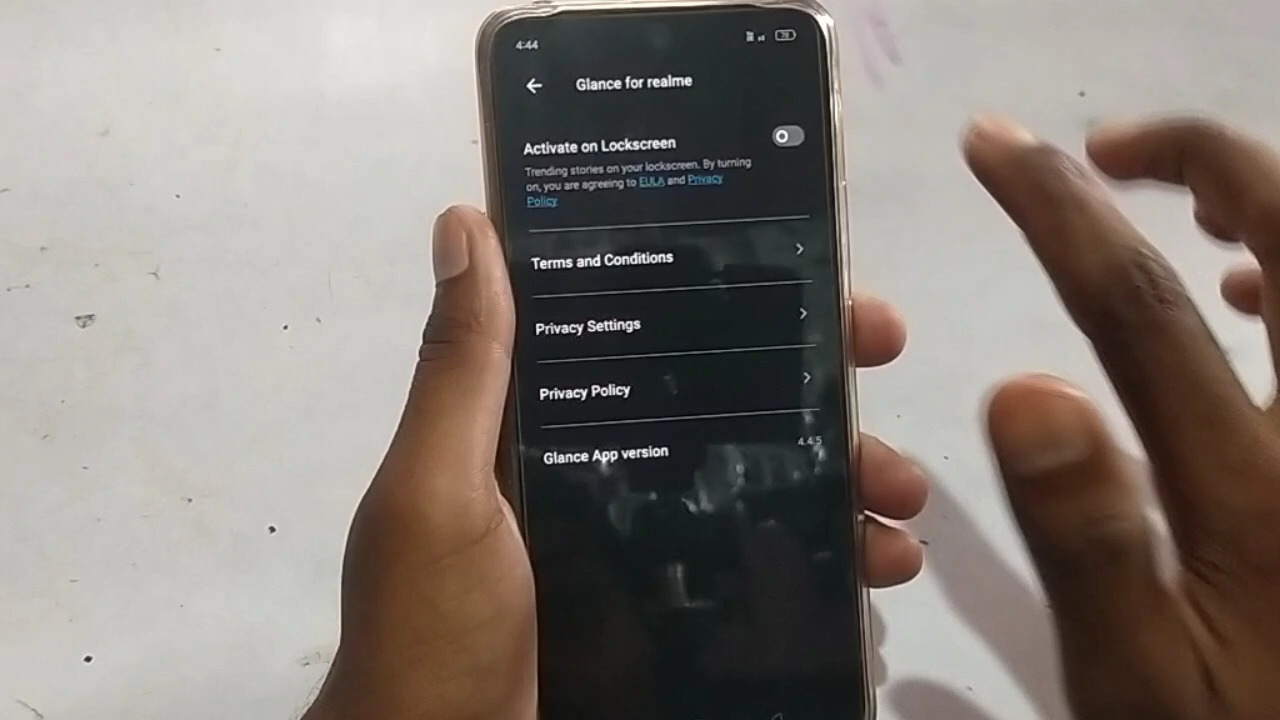 4:44
78
Glance for realme
Activate on Lockscreen
Trending stories on your lockscreen. By turning
on, you are agreeing to EULA and Privacy
Policy
Terms and Conditions
Privacy Settings
Privacy Policy
Glance App version
4.4.5